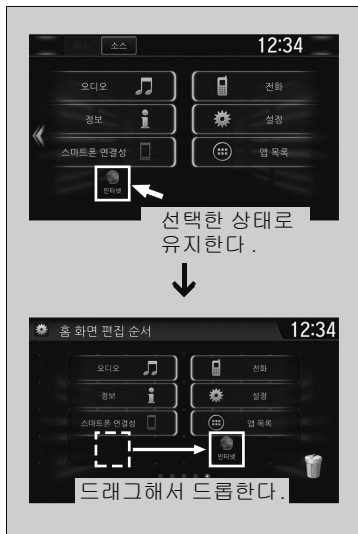 메뉴 소스 12:34
오디오 전화
정보 설정
스마트폰 연결성 앱 목록
인터넷
선택한 상태로
유지한다.
홈 화면 편집 순서 12:34
오디오 전화
정보 설정
스마트폰 연결성 앱 목록
인터넷
드래그해서 드롭한다.